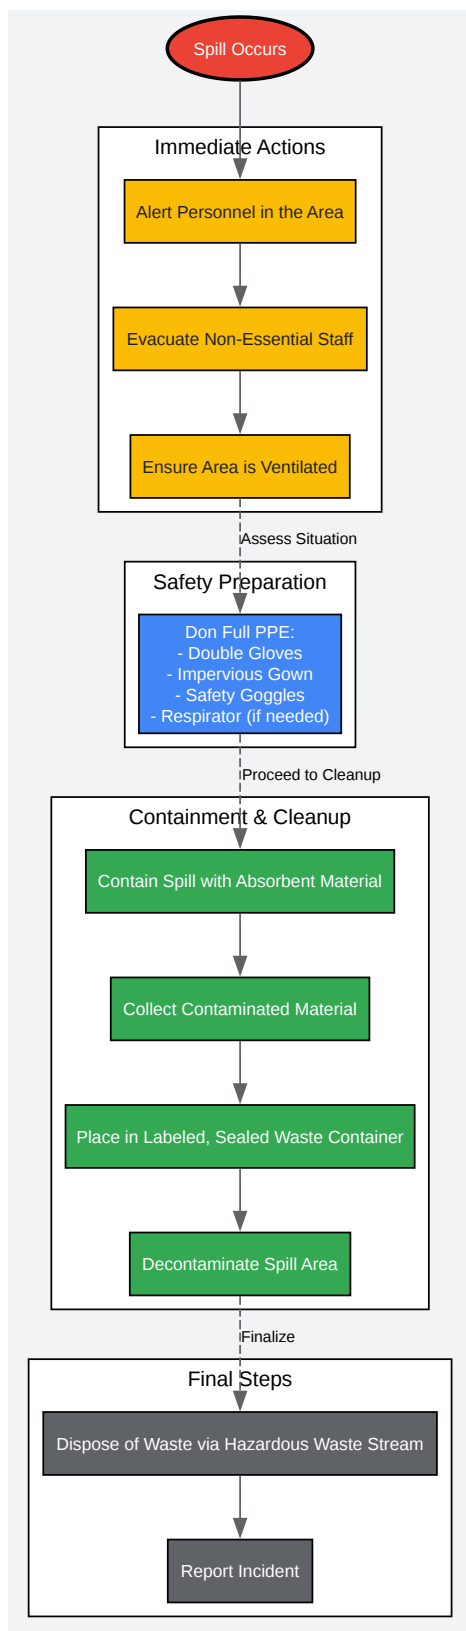 Spill Occurs
Immediate Actions
Alert Personnel in the Area
Evacuate Non-Essential Staff
Ensure Area is Ventilated
Assess Situation
Safety Preparation
Don Full PPE:
- Double Gloves
- Impervious Gown
- Safety Goggles
- Respirator (if needed)
Proceed to Cleanup
Containment & Cleanup
Contain Spill with Absorbent Material
Collect Contaminated Material
Place in Labeled, Sealed Waste Container
Decontaminate Spill Area
Finalize
Final Steps
Dispose of Waste via Hazardous Waste Stream
Report Incident